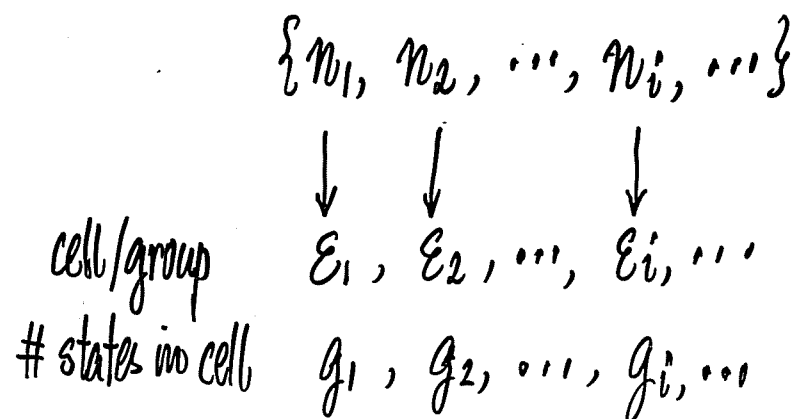 {n₁, n₂, ..., nᵢ, ...}
cell/group ε₁, ε₂, ..., εᵢ, ...
# states in cell g₁, g₂, ..., gᵢ, ...